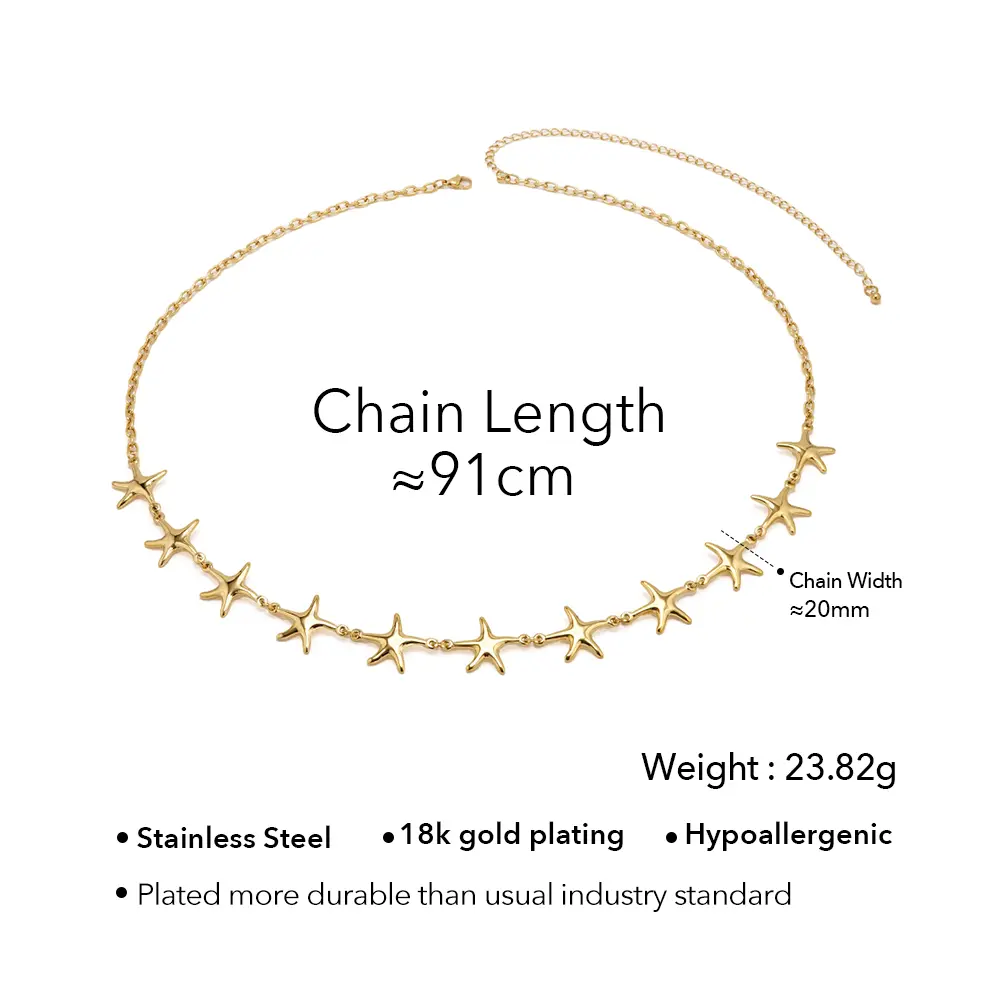 Chain Length
≈91cm
• Chain Width
≈20mm
Weight : 23.82g
• Stainless Steel • 18k gold plating • Hypoallergenic
• Plated more durable than usual industry standard